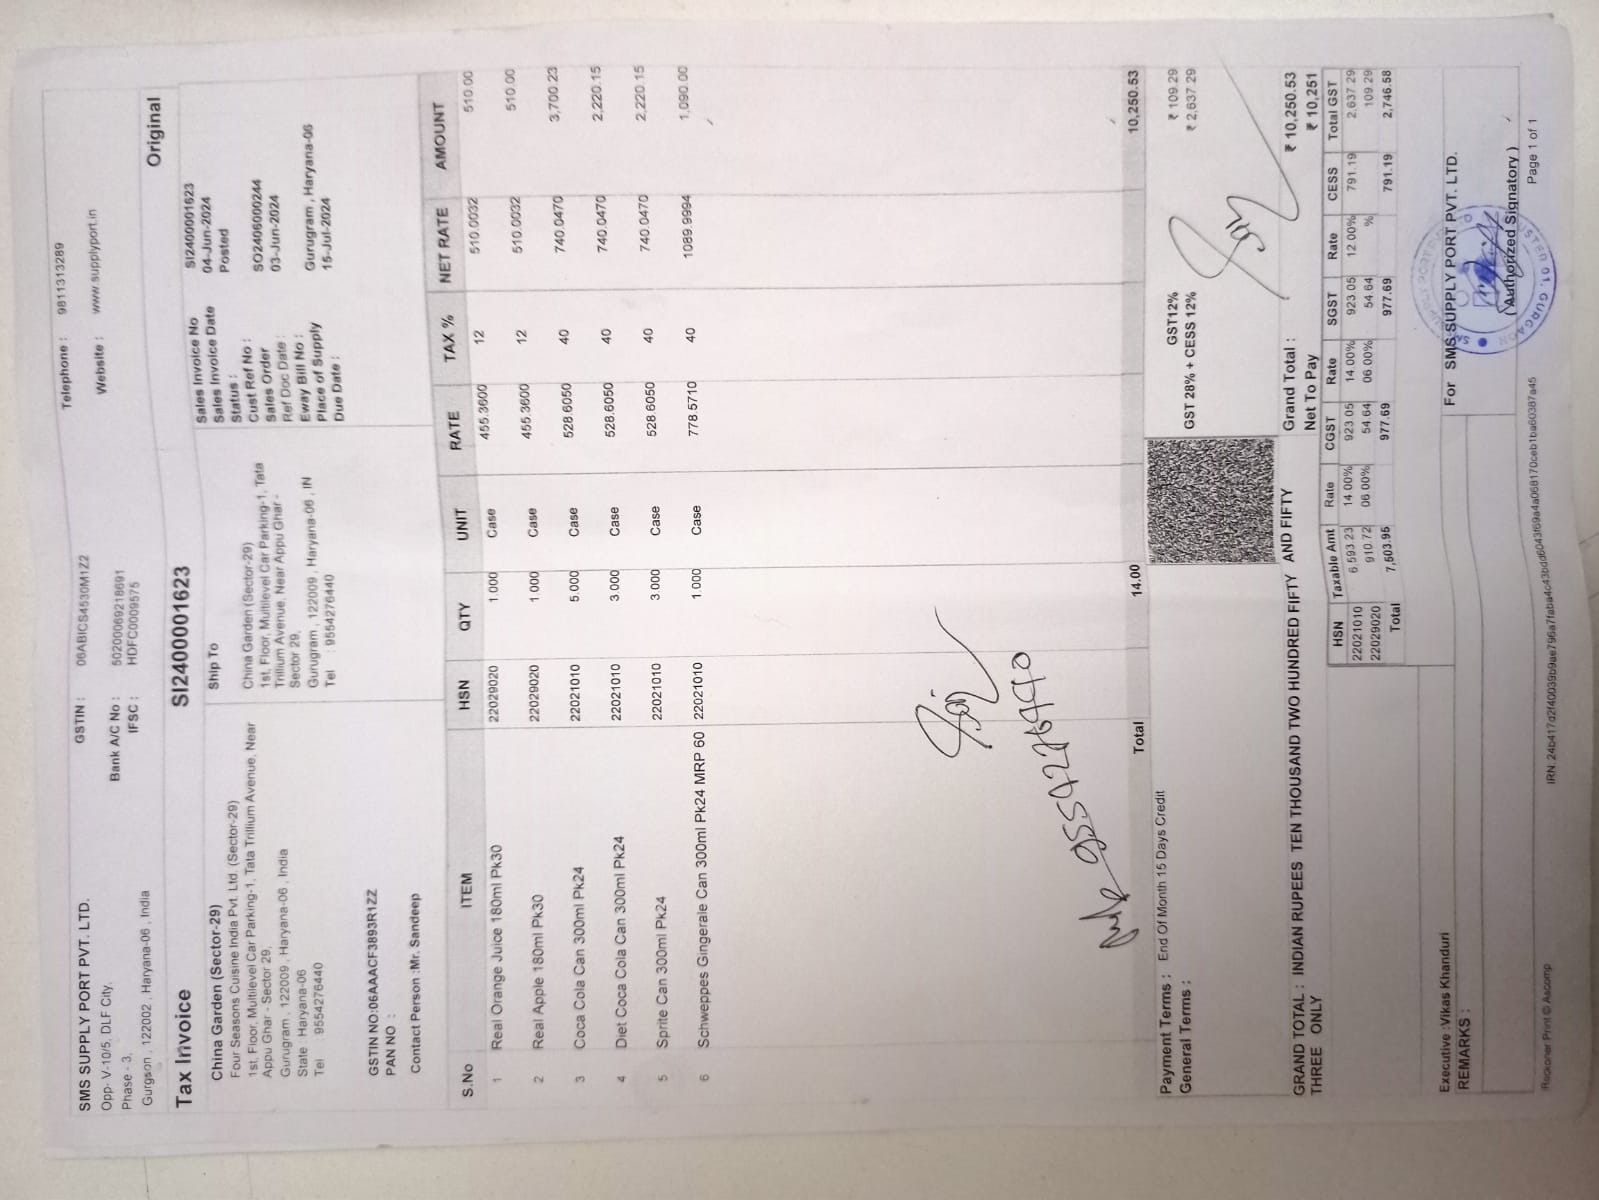 SMS SUPPLY PORT PVT. LTD.
Opp- V-10/5, DLF City,
Phase - 3,
Gurgaon , 122002 , Haryana-06 , India
GSTIN : 06ABICS4530M1Z2
Bank A/C No : 50200069218691
IFSC : HDFC0009575
Telephone : 9811313289
Website : www.supplyport.in
Tax Invoice SI2400001623 Original
China Garden (Sector-29)
Four Seasons Cuisine India Pvt. Ltd. (Sector-29)
1st, Floor, Multilevel Car Parking-1, Tata Trillium Avenue, Near
Appu Ghar - Sector 29,
Gurugram , 122009 , Haryana-06 , India
State : Haryana-06
Tel : 9554276440
GSTIN NO:06AAACF3893R1ZZ
PAN NO :
Contact Person :Mr. Sandeep
Ship To
China Garden (Sector-29)
1st, Floor, Multilevel Car Parking-1, Tata
Trillium Avenue, Near Appu Ghar -
Sector 29,
Gurugram , 122009 , Haryana-06 , IN
Tel : 9554276440
Sales Invoice No SI2400001623
Sales Invoice Date 04-Jun-2024
Status : Posted
Cust Ref No :
Sales Order SO2406000244
Ref Doc Date : 03-Jun-2024
Eway Bill No :
Place of Supply Gurugram , Haryana-06
Due Date : 15-Jul-2024
S.No ITEM HSN QTY UNIT RATE TAX % NET RATE AMOUNT
1 Real Orange Juice 180ml Pk30 22029020 1.000 Case 455.3600 12 510.0032 510.00
2 Real Apple 180ml Pk30 22029020 1.000 Case 455.3600 12 510.0032 510.00
3 Coca Cola Can 300ml Pk24 22021010 5.000 Case 528.6050 40 740.0470 3,700.23
4 Diet Coca Cola Can 300ml Pk24 22021010 3.000 Case 528.6050 40 740.0470 2,220.15
5 Sprite Can 300ml Pk24 22021010 3.000 Case 528.6050 40 740.0470 2,220.15
6 Schweppes Gingerale Can 300ml Pk24 MRP 60 22021010 1.000 Case 778.5710 40 1089.9994 1,090.00
Total 14.00 10,250.53
Payment Terms : End Of Month 15 Days Credit
General Terms :
GST12% ₹ 109.29
GST 28% + CESS 12% ₹ 2,637.29
GRAND TOTAL : INDIAN RUPEES TEN THOUSAND TWO HUNDRED FIFTY AND FIFTY
THREE ONLY
Grand Total : ₹ 10,250.53
Net To Pay : ₹ 10,251
HSN Taxable Amt Rate CGST Rate SGST Rate CESS Total GST
22021010 6,593.23 14.00% 923.05 14.00% 923.05 12.00% 791.19 2,637.29
22029020 910.72 06.00% 54.64 06.00% 54.64 % 109.29
Total 7,503.95 977.69 977.69 791.19 2,746.58
Executive :Vikas Khanduri
REMARKS :
For SMS SUPPLY PORT PVT. LTD.
(Authorized Signatory )
Reckoner Print © Ascomp
Page 1 of 1